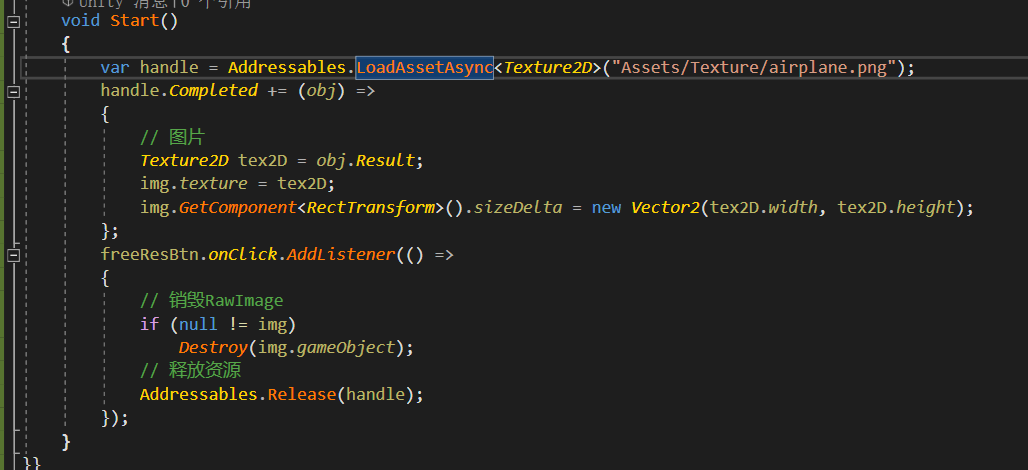 Unity 消息|0 个引用
void Start()
{
var handle = Addressables.LoadAssetAsync<Texture2D>("Assets/Texture/airplane.png");
handle.Completed += (obj) =>
{
// 图片
Texture2D tex2D = obj.Result;
img.texture = tex2D;
img.GetComponent<RectTransform>().sizeDelta = new Vector2(tex2D.width, tex2D.height);
};
freeResBtn.onClick.AddListener(() =>
{
// 销毁RawImage
if (null != img)
Destroy(img.gameObject);
// 释放资源
Addressables.Release(handle);
});
}
}}